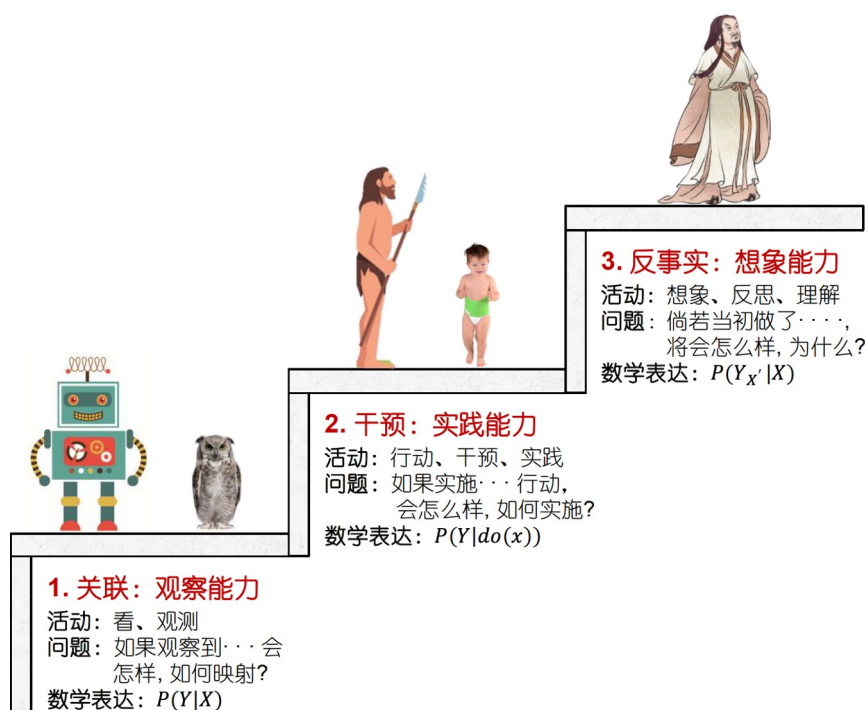 3. 反事实：想象能力
活动：想象、反思、理解
问题：倘若当初做了····，
将会怎么样, 为什么?
数学表达：P(Y_{X′}|X)
2. 干预：实践能力
活动：行动、干预、实践
问题：如果实施··· 行动，
会怎么样, 如何实施?
数学表达：P(Y|do(x))
1. 关联：观察能力
活动：看、观测
问题：如果观察到··· 会
怎样, 如何映射?
数学表达：P(Y|X)